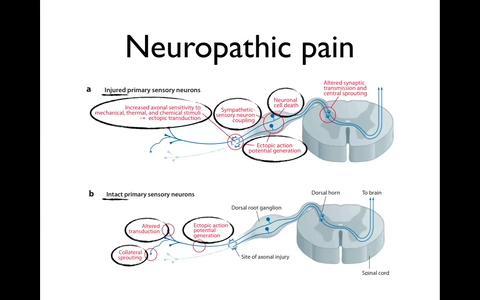 Neuropathic pain
a Injured primary sensory neurons
Increased axonal sensitivity to
mechanical, thermal, and chemical stimuli
→ ectopic transduction
Sympathetic-
sensory neuron
coupling
Neuronal
cell death
Altered synaptic
transmission and
central sprouting
Ectopic action
potential generation
b Intact primary sensory neurons
Altered
transduction
Ectopic action
potential
generation
Collateral
sprouting
Dorsal root ganglion
Dorsal horn
To brain
Site of axonal injury
Spinal cord